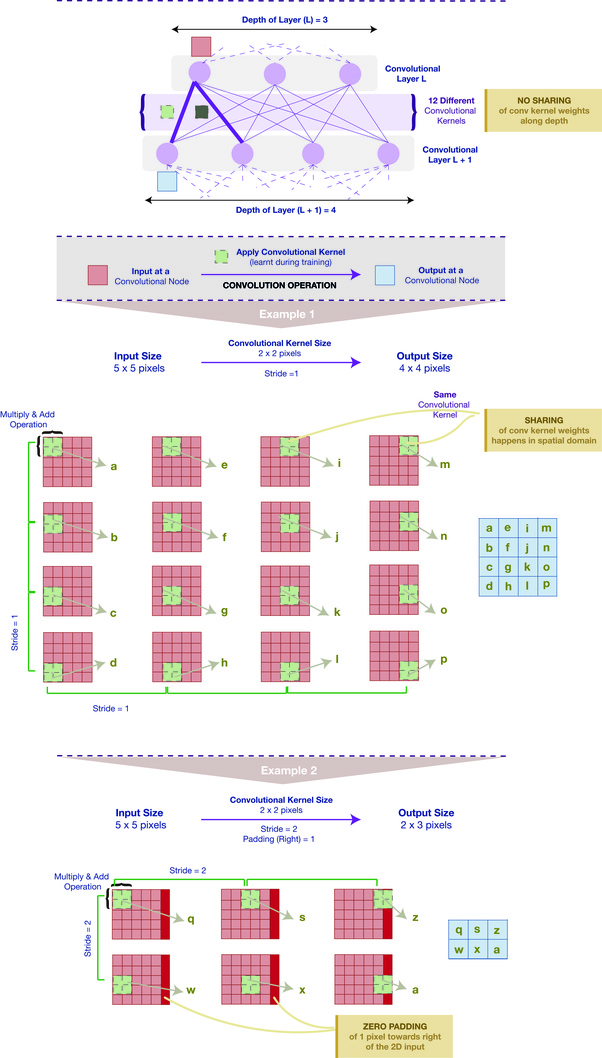 Depth of Layer (L) = 3
Convolutional
Layer L
12 Different
Convolutional
Kernels
NO SHARING
of conv kernel weights
along depth
Convolutional
Layer L + 1
Depth of Layer (L + 1) = 4
Input at a
Convolutional Node
Apply Convolutional Kernel
(learnt during training)
CONVOLUTION OPERATION
Output at a
Convolutional Node
Example 1
Input Size
5 x 5 pixels
Convolutional Kernel Size
2 x 2 pixels
Stride =1
Output Size
4 x 4 pixels
Same
Convolutional
Kernel
SHARING
of conv kernel weights
happens in spatial domain
Multiply & Add
Operation
a e i m
b f j n
c g k o
d h l p
a e i m
b f j n
c g k o
d h l p
Stride = 1
Stride = 1
Example 2
Input Size
5 x 5 pixels
Convolutional Kernel Size
2 x 2 pixels
Stride = 2
Padding (Right) = 1
Output Size
2 x 3 pixels
Stride = 2
Multiply & Add
Operation
Stride = 2
q s z
w x a
q s z
w x a
ZERO PADDING
of 1 pixel towards right
of the 2D input